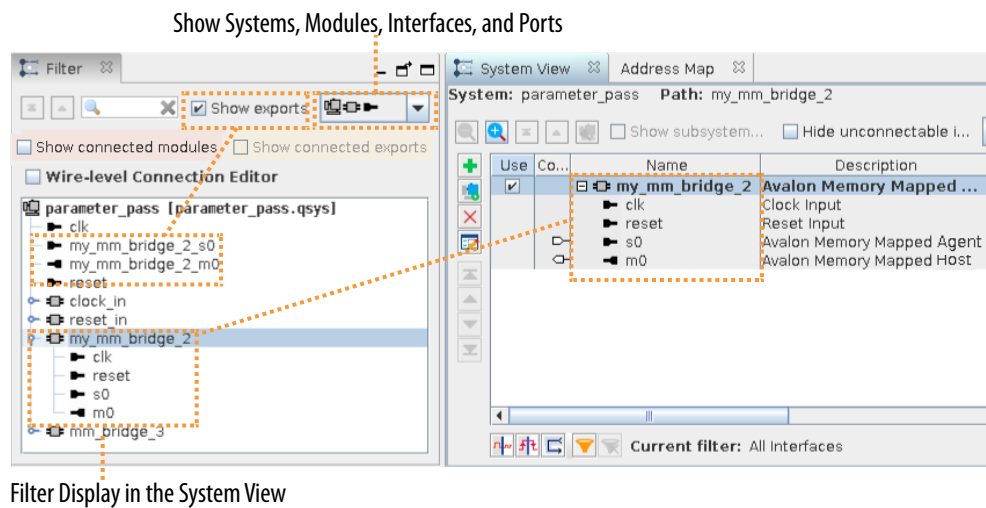 Show Systems, Modules, Interfaces, and Ports
Filter
Show exports
Show connected modules
Show connected exports
Wire-level Connection Editor
parameter_pass [parameter_pass.qsys]
clk
my_mm_bridge_2_s0
my_mm_bridge_2_m0
reset
clock_in
reset_in
my_mm_bridge_2
clk
reset
s0
m0
mm_bridge_3
System View
Address Map
System: parameter_pass Path: my_mm_bridge_2
Show subsystem... Hide unconnectable i...
Use Co... Name Description
my_mm_bridge_2 Avalon Memory Mapped ...
clk Clock Input
reset Reset Input
s0 Avalon Memory Mapped Agent
m0 Avalon Memory Mapped Host
Current filter: All Interfaces
Filter Display in the System View